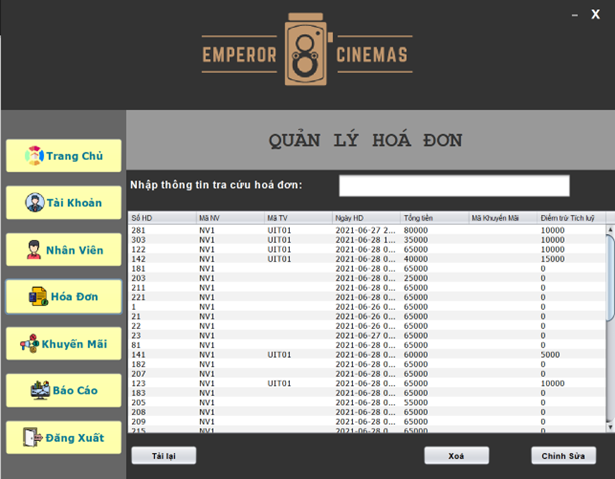 – X
EMPEROR CINEMAS
QUẢN LÝ HOÁ ĐƠN
Trang Chủ
Tài Khoản
Nhân Viên
Hóa Đơn
Khuyến Mãi
Báo Cáo
Đăng Xuất
Nhập thông tin tra cứu hoá đơn:
Số HD Mã NV Mã TV Ngày HD Tổng tiền Mã Khuyến Mãi Điểm trừ Tích luỹ
281 NV1 UIT01 2021-06-27 2... 80000 10000
303 NV1 UIT01 2021-06-28 1... 35000 10000
122 NV1 UIT01 2021-06-28 0... 65000 10000
142 NV1 UIT01 2021-06-28 0... 40000 15000
181 NV1 2021-06-28 0... 65000 0
203 NV1 2021-06-28 0... 25000 0
211 NV1 2021-06-28 0... 65000 0
221 NV1 2021-06-28 0... 65000 0
1 NV1 2021-06-26 0... 65000 0
21 NV1 2021-06-26 0... 65000 0
22 NV1 2021-06-26 0... 65000 0
23 NV1 2021-06-27 0... 65000 0
81 NV1 2021-06-28 0... 65000 0
141 NV1 UIT01 2021-06-28 0... 60000 5000
182 NV1 2021-06-28 0... 65000 0
207 NV1 2021-06-28 0... 65000 0
123 NV1 UIT01 2021-06-28 0... 65000 10000
183 NV1 2021-06-28 0... 65000 0
205 NV1 2021-06-28 0... 55000 0
208 NV1 2021-06-28 0... 65000 0
209 NV1 2021-06-28 0... 65000 0
215 NV1 2021-06-28 0... 65000 0
Tải lại
Xoá
Chỉnh Sửa